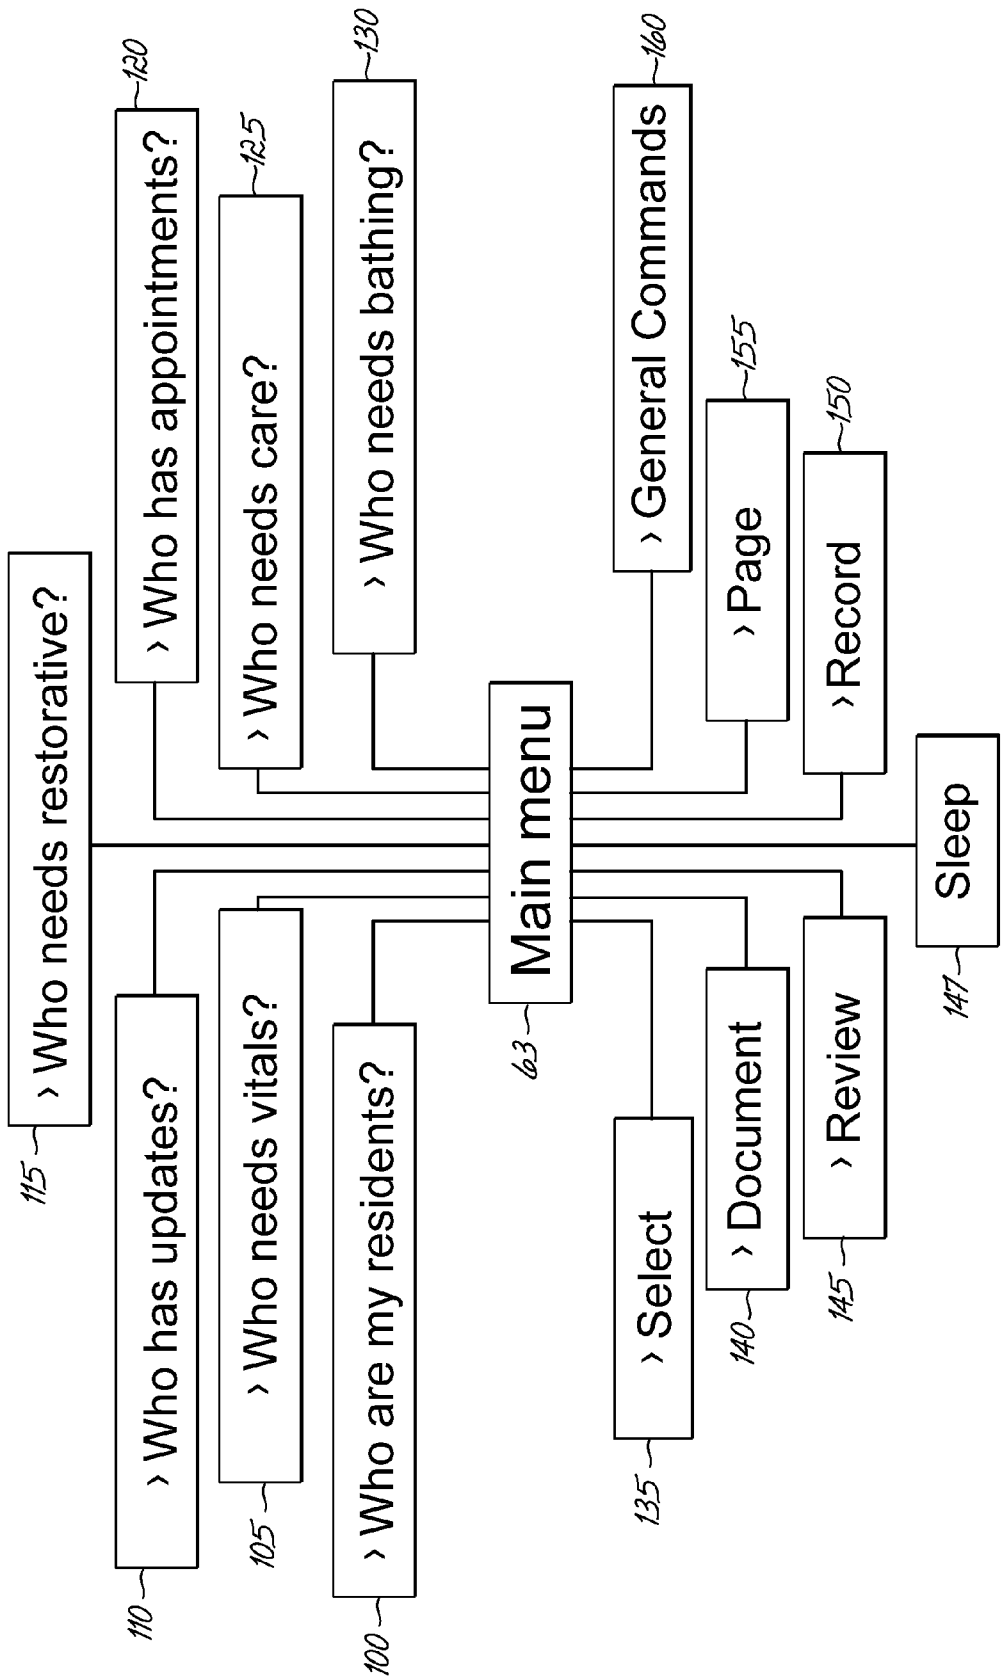 115
> Who needs restorative?
110
> Who has updates?
> Who has appointments?
120
105
> Who needs vitals?
> Who needs care?
125
100
> Who are my residents?
> Who needs bathing?
130
63
Main menu
135
> Select
> General Commands
160
140
> Document
> Page
155
145
> Review
> Record
150
147
Sleep